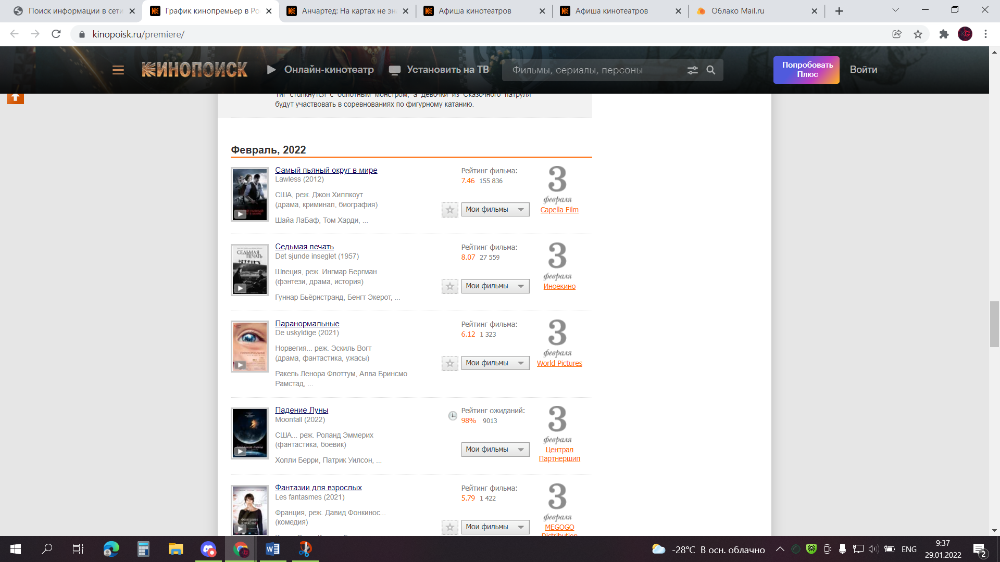 Поиск информации в сети
График кинопремьер в Ро
Анчартед: На картах не зна
Афиша кинотеатров
Афиша кинотеатров
Облако Mail.ru
kinopoisk.ru/premiere/
КИНОПОИСК
Онлайн-кинотеатр
Установить на ТВ
Фильмы, сериалы, персоны
Попробовать
Плюс
Войти
Тиг столкнутся с болотным монстром, а девочки из Сказочного патруля
будут участвовать в соревнованиях по фигурному катанию.
Февраль, 2022
Самый пьяный округ в мире
Lawless (2012)
США, реж. Джон Хиллкоут
(драма, криминал, биография)
Шайа ЛаБаф, Том Харди, ...
Рейтинг фильма:
7.46 155 836
Мои фильмы
3
февраля
Capella Film
Седьмая печать
Det sjunde inseglet (1957)
Швеция, реж. Ингмар Бергман
(фэнтези, драма, история)
Гуннар Бьёрнстранд, Бенгт Экерот, ...
Рейтинг фильма:
8.07 27 559
Мои фильмы
3
февраля
Иноекино
СЕДЬМАЯ
ПЕЧАТЬ
Паранормальные
De uskyldige (2021)
Норвегия... реж. Эскиль Вогт
(драма, фантастика, ужасы)
Ракель Ленора Флоттум, Алва Бринсмо
Рамстад, ...
Рейтинг фильма:
6.12 1 323
Мои фильмы
3
февраля
World Pictures
Падение Луны
Moonfall (2022)
США... реж. Роланд Эммерих
(фантастика, боевик)
Холли Берри, Патрик Уилсон, ...
Рейтинг ожиданий:
98% 9013
Мои фильмы
3
февраля
Централ
Партнершип
Фантазии для взрослых
Les fantasmes (2021)
Франция, реж. Давид Фонкинос...
(комедия)
Рейтинг фильма:
5.79 1 422
Мои фильмы
3
февраля
MEGOGO
Distribution
-28°C В осн. облачно
ENG
9:37
29.01.2022
2